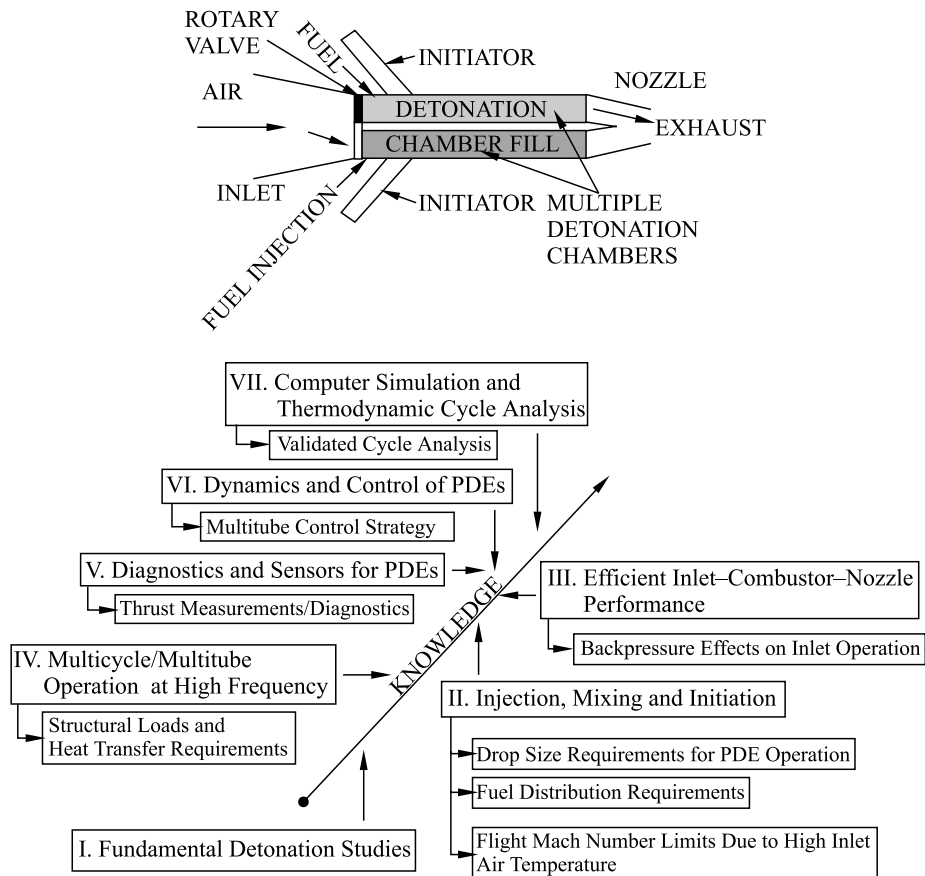 ROTARY
VALVE
FUEL
INITIATOR
NOZZLE
AIR
DETONATION
EXHAUST
CHAMBER FILL
INLET
INITIATOR
MULTIPLE
DETONATION
CHAMBERS
FUEL INJECTION
VII. Computer Simulation and
Thermodynamic Cycle Analysis
Validated Cycle Analysis
VI. Dynamics and Control of PDEs
Multitube Control Strategy
V. Diagnostics and Sensors for PDEs
Thrust Measurements/Diagnostics
III. Efficient Inlet–Combustor–Nozzle
Performance
Backpressure Effects on Inlet Operation
KNOWLEDGE
IV. Multicycle/Multitube
Operation at High Frequency
Structural Loads and
Heat Transfer Requirements
II. Injection, Mixing and Initiation
Drop Size Requirements for PDE Operation
Fuel Distribution Requirements
Flight Mach Number Limits Due to High Inlet
Air Temperature
I. Fundamental Detonation Studies